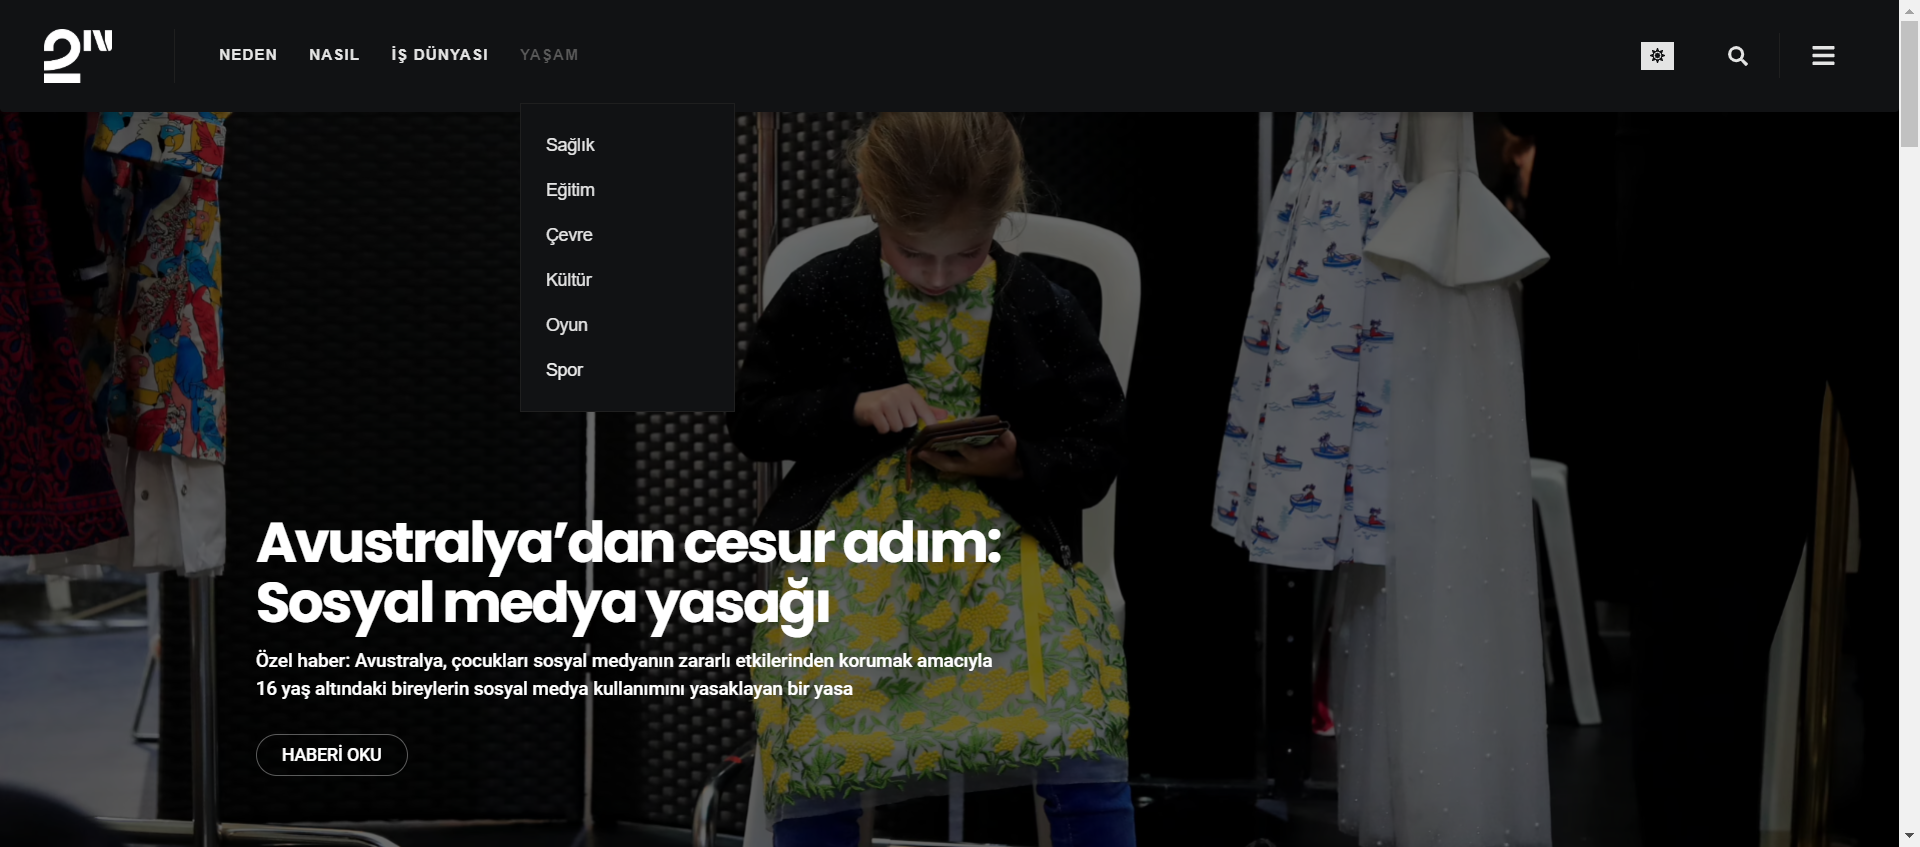 2N
NEDEN
NASIL
İŞ DÜNYASI
YAŞAM
Sağlık
Eğitim
Çevre
Kültür
Oyun
Spor
Avustralya’dan cesur adım:
Sosyal medya yasağı
Özel haber: Avustralya, çocukları sosyal medyanın zararlı etkilerinden korumak amacıyla
16 yaş altındaki bireylerin sosyal medya kullanımını yasaklayan bir yasa
HABERİ OKU